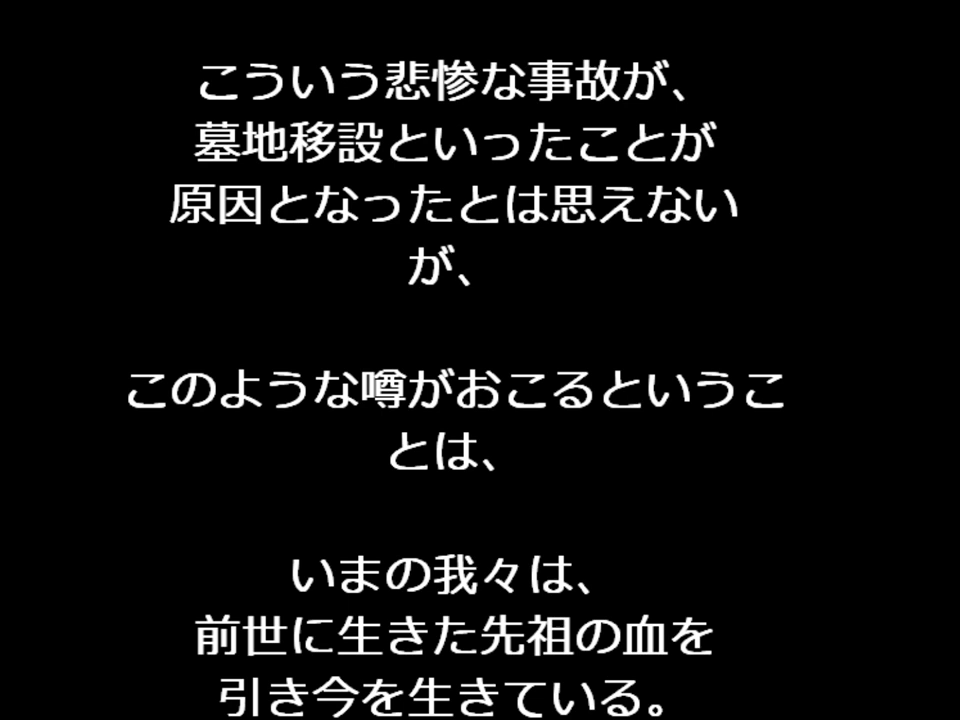 こういう悲惨な事故が、
墓地移設といったことが
原因となったとは思えない
が、
このような噂がおこるというこ
とは、
いまの我々は、
前世に生きた先祖の血を
引き今を生きている。